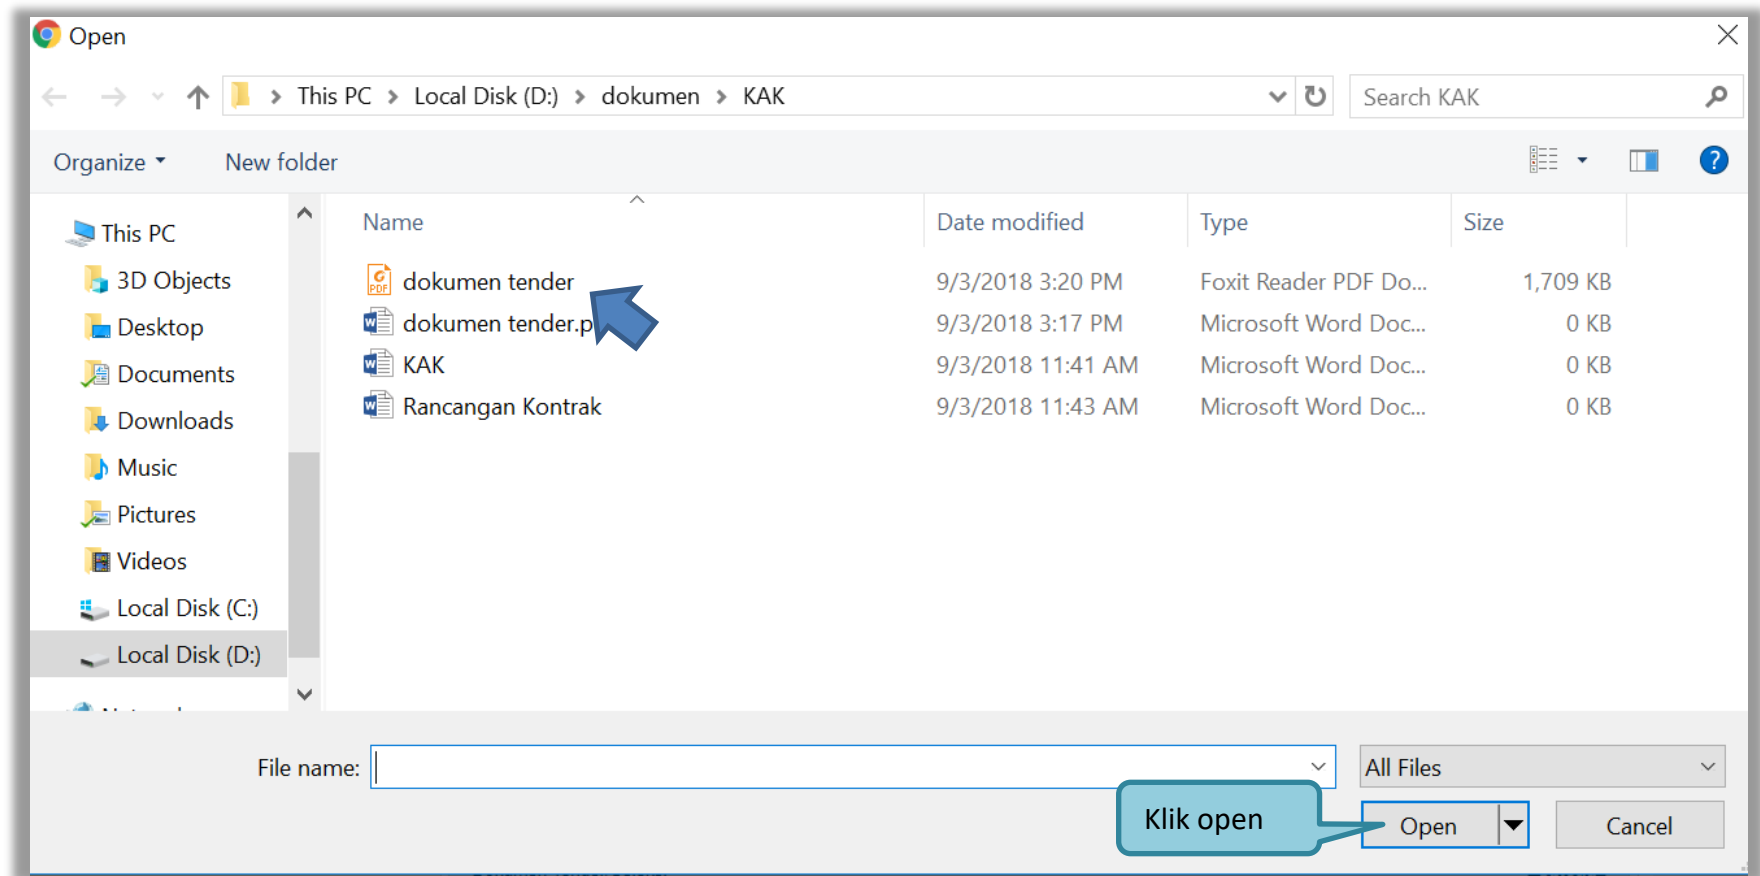 Open
This PC > Local Disk (D:) > dokumen > KAK
Search KAK
Organize
New folder
This PC
3D Objects
Desktop
Documents
Downloads
Music
Pictures
Videos
Local Disk (C:)
Local Disk (D:)
Name Date modified Type Size
dokumen tender 9/3/2018 3:20 PM Foxit Reader PDF Do... 1,709 KB
dokumen tender.p 9/3/2018 3:17 PM Microsoft Word Doc... 0 KB
KAK 9/3/2018 11:41 AM Microsoft Word Doc... 0 KB
Rancangan Kontrak 9/3/2018 11:43 AM Microsoft Word Doc... 0 KB
File name:
All Files
Klik open
Open
Cancel